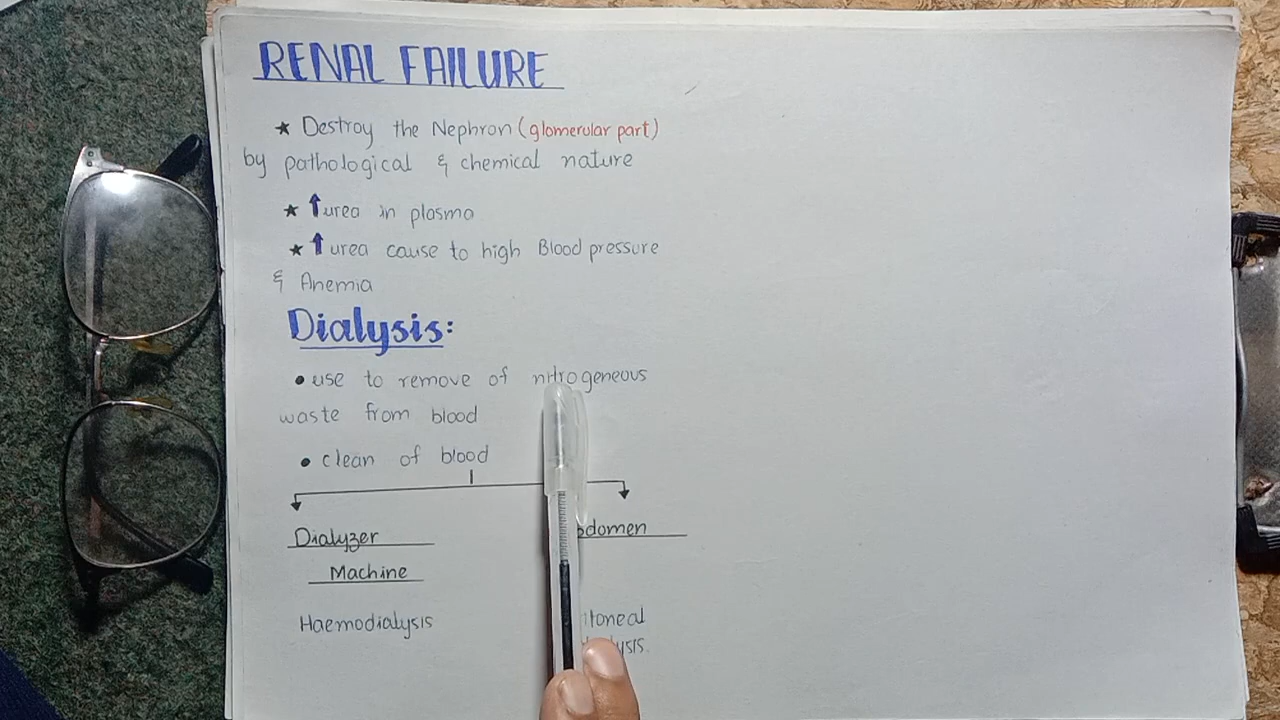 RENAL FAILURE
★ Destroy the Nephron (glomerular part)
by pathological & chemical nature
★ ↑urea in plasma
★ ↑urea cause to high Blood pressure
& Anemia
Dialysis:
• use to remove of nitrogeneous
waste from blood
• clean of blood
Dialyzer
Machine
Haemodialysis